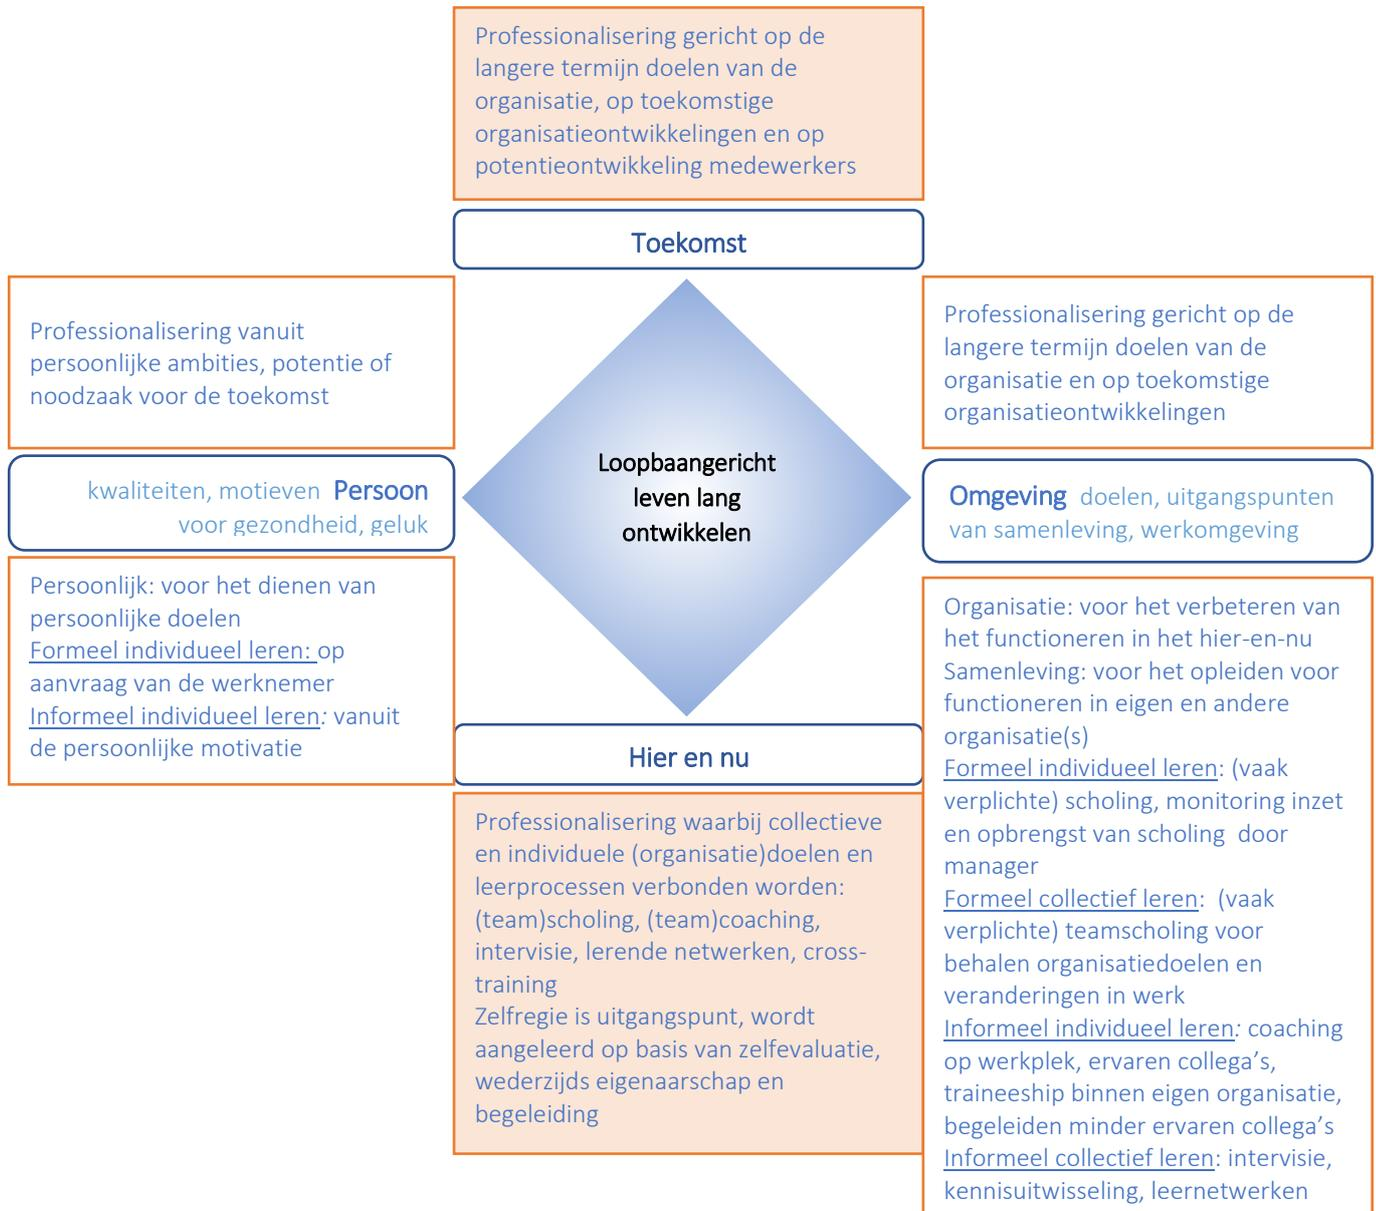 Professionalisering gericht op de
langere termijn doelen van de
organisatie, op toekomstige
organisatieontwikkelingen en op
potentieontwikkeling medewerkers
Toekomst
Professionalisering vanuit
persoonlijke ambities, potentie of
noodzaak voor de toekomst
Professionalisering gericht op de
langere termijn doelen van de
organisatie en op toekomstige
organisatieontwikkelingen
kwaliteiten, motieven Persoon
voor gezondheid, geluk
Loopbaangericht
leven lang
ontwikkelen
Omgeving doelen, uitgangspunten
van samenleving, werkomgeving
Persoonlijk: voor het dienen van
persoonlijke doelen
Formeel individueel leren: op
aanvraag van de werknemer
Informeel individueel leren: vanuit
de persoonlijke motivatie
Hier en nu
Professionalisering waarbij collectieve
en individuele (organisatie)doelen en
leerprocessen verbonden worden:
(team)scholing, (team)coaching,
intervisie, lerende netwerken, cross-
training
Zelfregie is uitgangspunt, wordt
aangeleerd op basis van zelfevaluatie,
wederzijds eigenaarschap en
begeleiding
Organisatie: voor het verbeteren van
het functioneren in het hier-en-nu
Samenleving: voor het opleiden voor
functioneren in eigen en andere
organisatie(s)
Formeel individueel leren: (vaak
verplichte) scholing, monitoring inzet
en opbrengst van scholing  door
manager
Formeel collectief leren:  (vaak
verplichte) teamscholing voor
behalen organisatiedoelen en
veranderingen in werk
Informeel individueel leren: coaching
op werkplek, ervaren collega’s,
traineeship binnen eigen organisatie,
begeleiden minder ervaren collega’s
Informeel collectief leren: intervisie,
kennisuitwisseling, leernetwerken